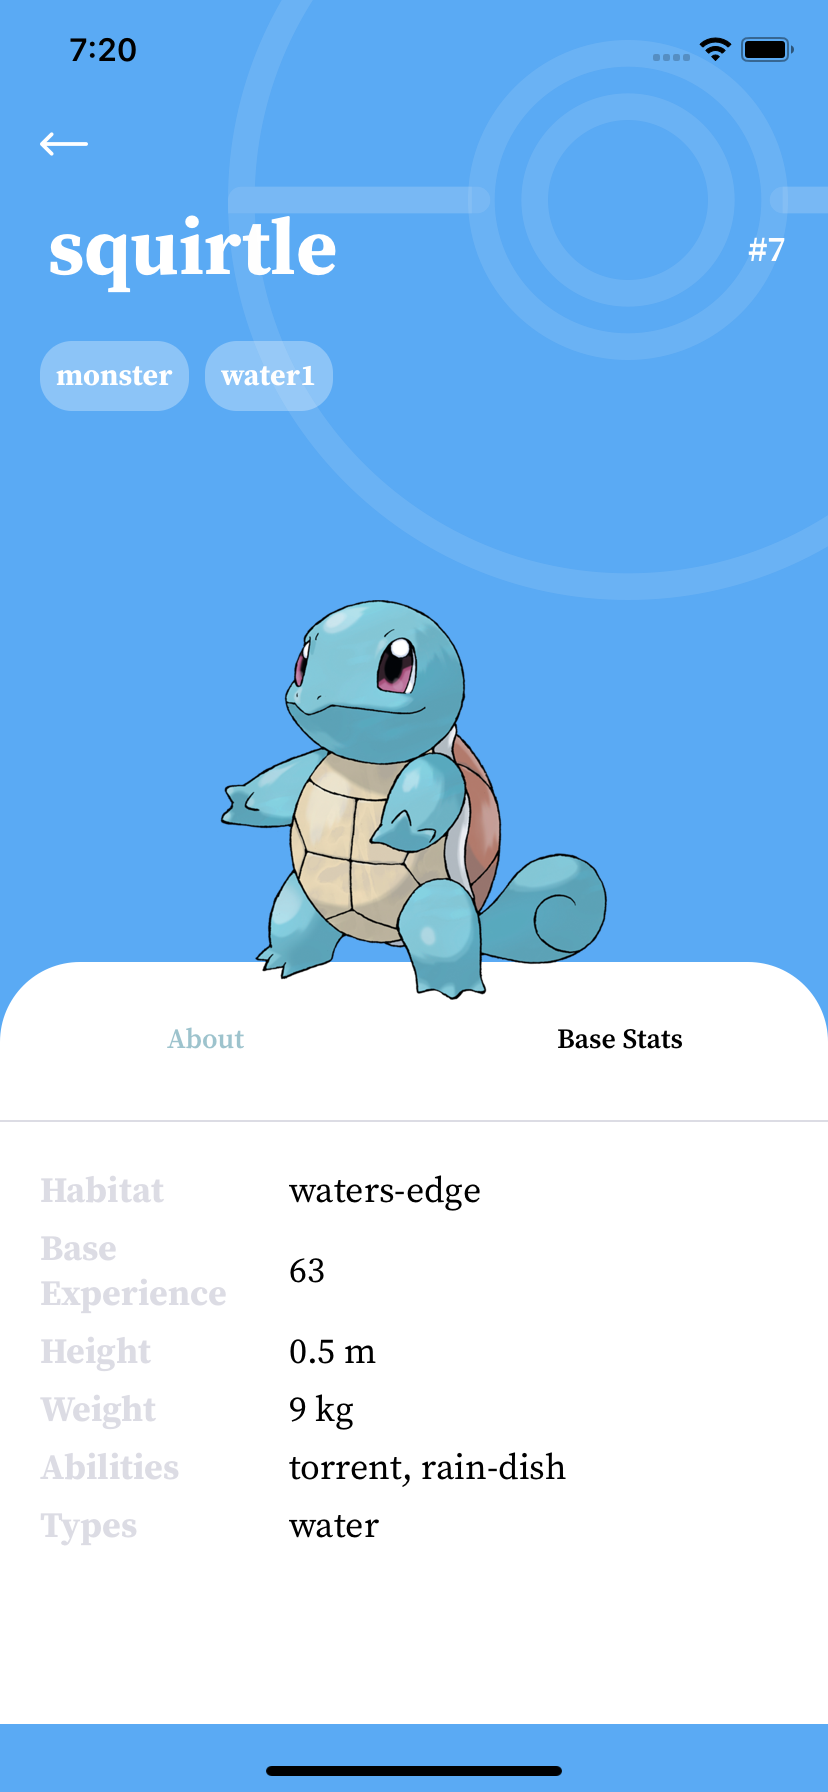 7:20
squirtle
#7
monster
water1
About
Base Stats
Habitat
waters-edge
Base
Experience
63
Height
0.5 m
Weight
9 kg
Abilities
torrent, rain-dish
Types
water